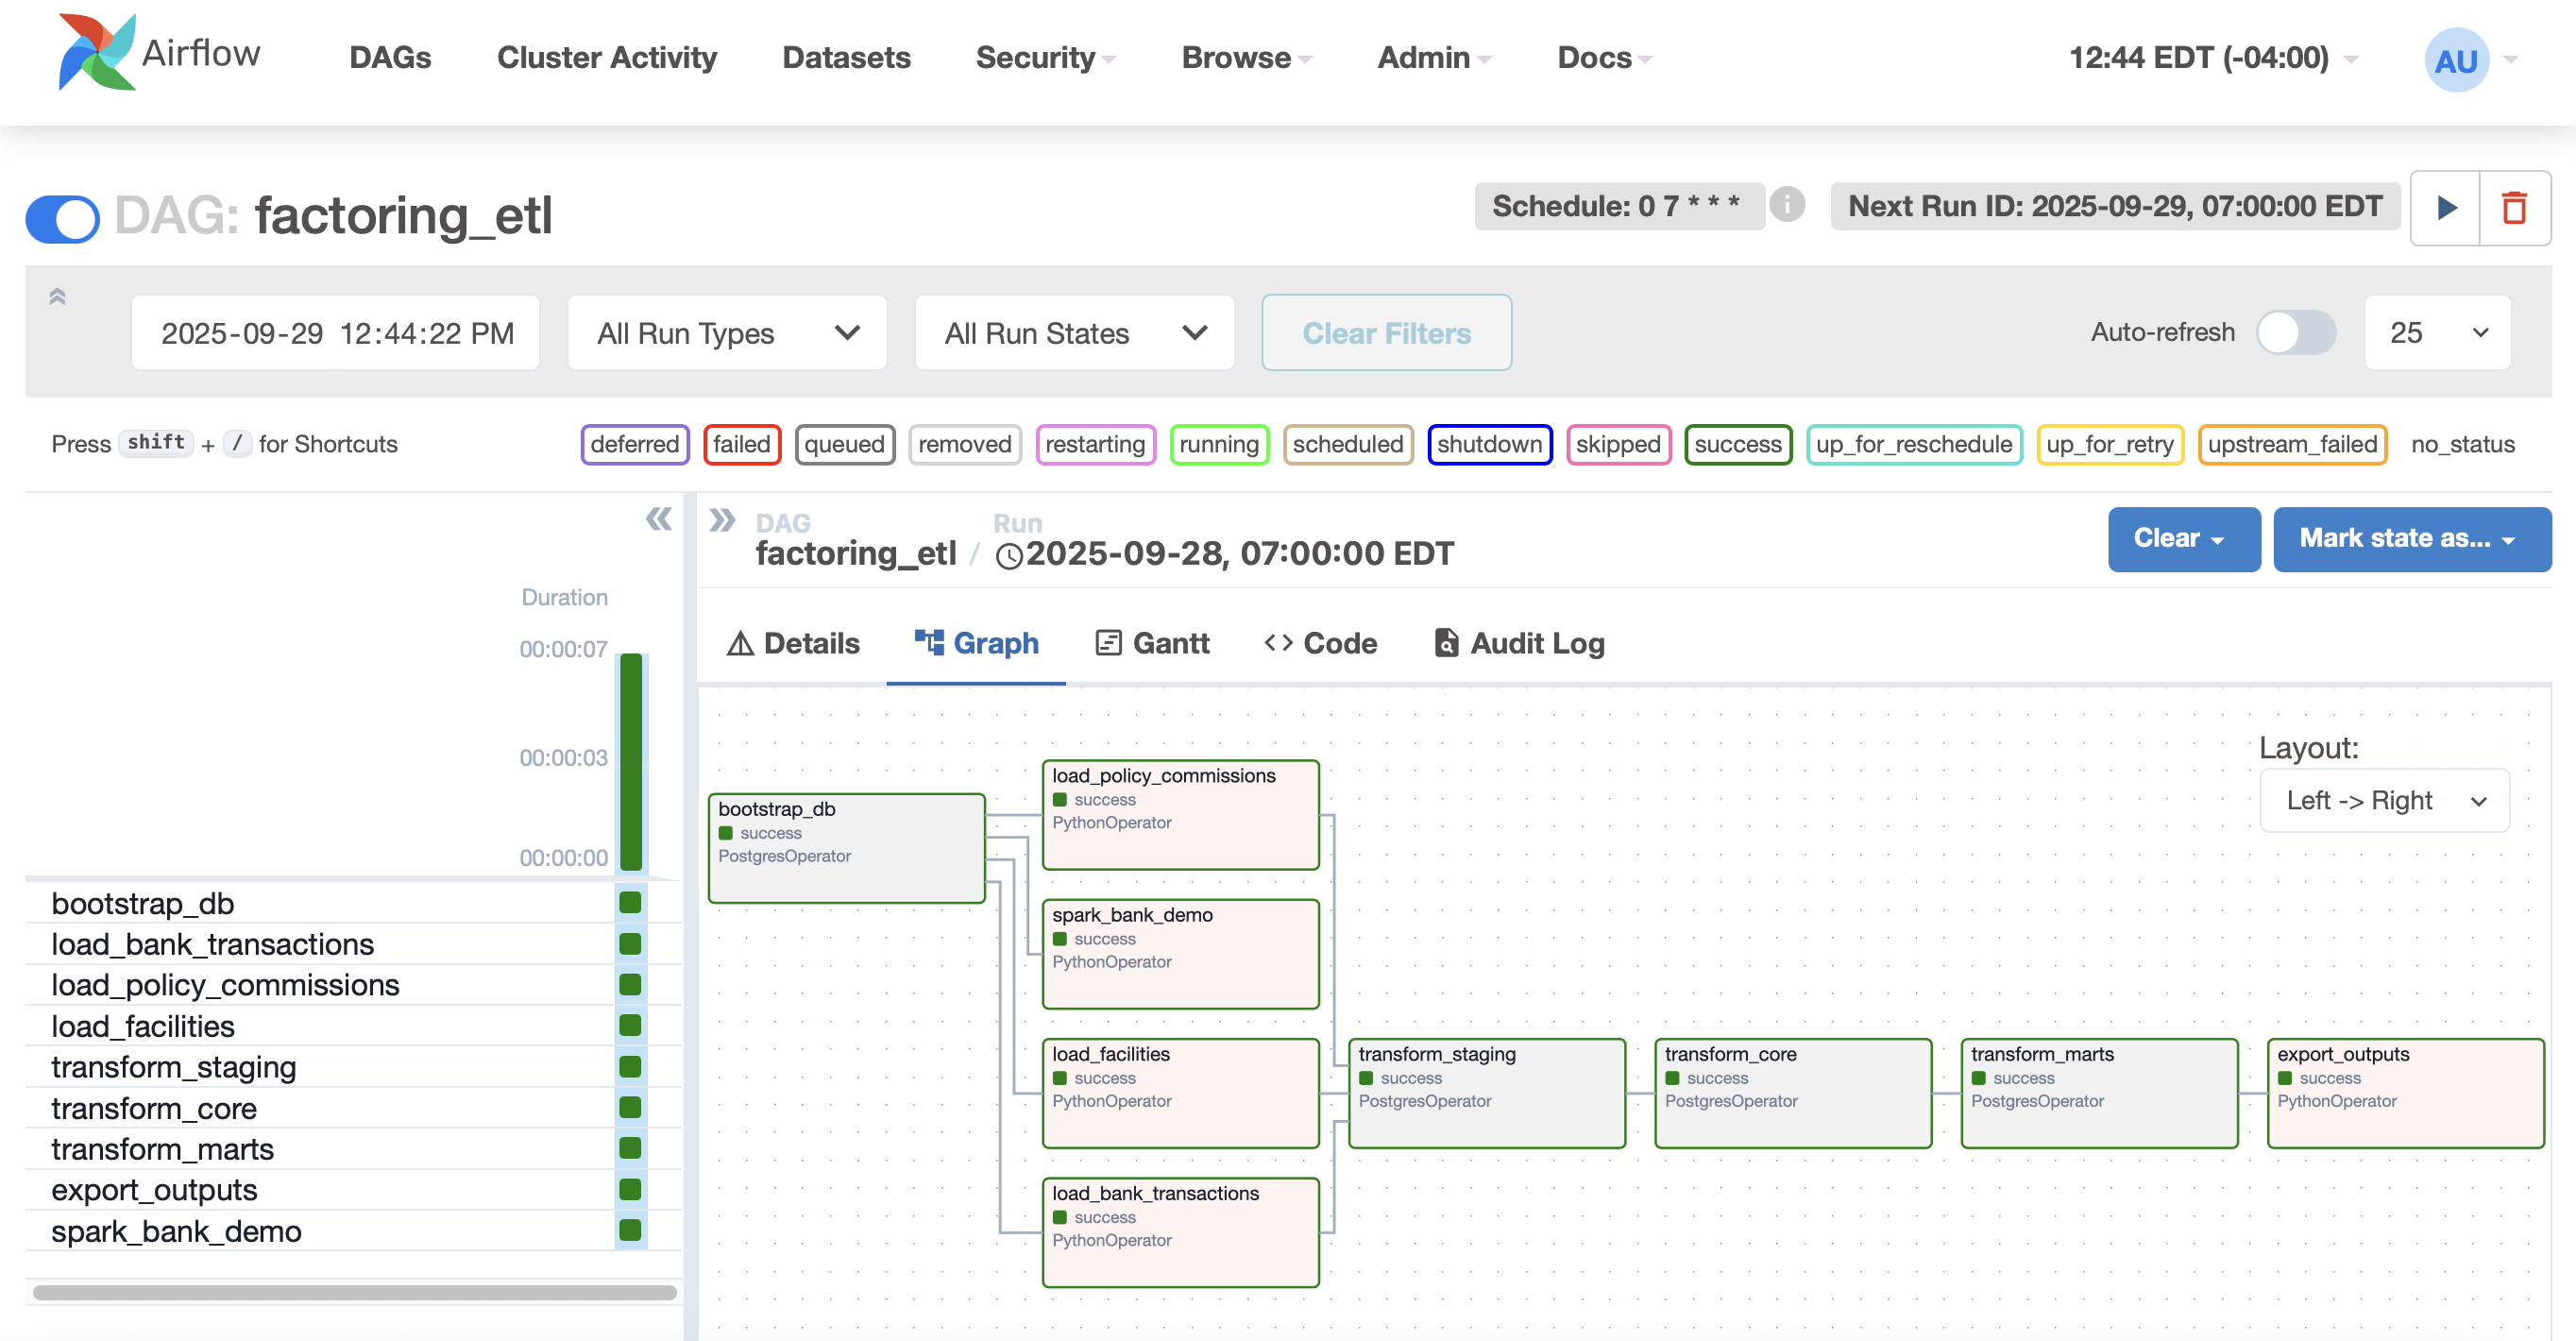 Airflow
DAGs Cluster Activity Datasets Security Browse Admin Docs 12:44 EDT (-04:00) AU
DAG: factoring_etl
Schedule: 0 7 * * * i Next Run ID: 2025-09-29, 07:00:00 EDT
2025-09-29 12:44:22 PM All Run Types All Run States Clear Filters Auto-refresh 25
Press shift + / for Shortcuts
deferred failed queued removed restarting running scheduled shutdown skipped success up_for_reschedule up_for_retry upstream_failed no_status
Duration
00:00:07
00:00:03
00:00:00
bootstrap_db
load_bank_transactions
load_policy_commissions
load_facilities
transform_staging
transform_core
transform_marts
export_outputs
spark_bank_demo
DAG Run
factoring_etl / 2025-09-28, 07:00:00 EDT
Clear Mark state as...
Details Graph Gantt <> Code Audit Log
Layout:
Left -> Right
bootstrap_db
success
PostgresOperator
load_policy_commissions
success
PythonOperator
spark_bank_demo
success
PythonOperator
load_facilities
success
PythonOperator
load_bank_transactions
success
PythonOperator
transform_staging
success
PostgresOperator
transform_core
success
PostgresOperator
transform_marts
success
PostgresOperator
export_outputs
success
PythonOperator